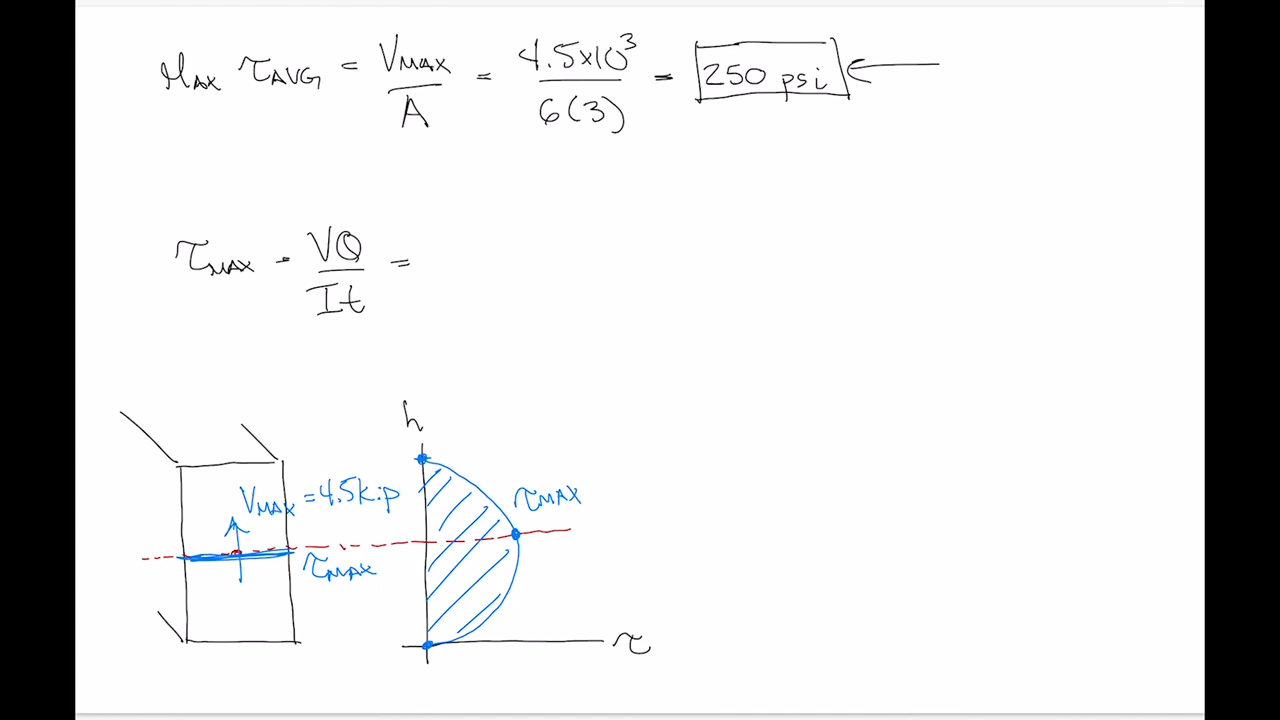 MAX τAVG = VMAX / A = 4.5×10³ / 6(3) = 250 psi
τMAX = VQ / It =
h
VMAX = 4.5kip
τMAX
τMAX
τ